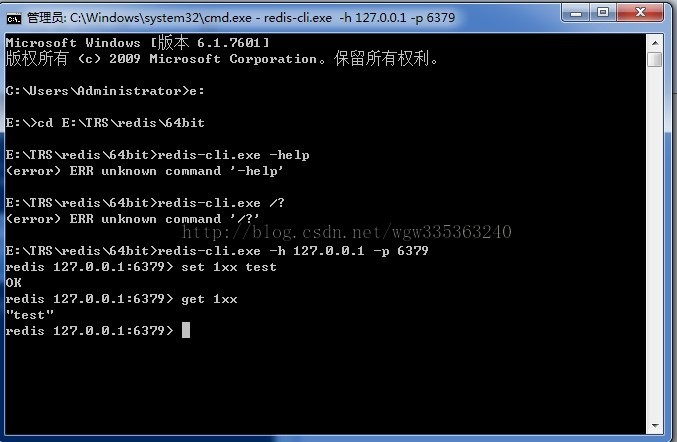 管理员: C:\Windows\system32\cmd.exe - redis-cli.exe  -h 127.0.0.1 -p 6379
Microsoft Windows [版本 6.1.7601]
版权所有 (c) 2009 Microsoft Corporation。保留所有权利。
C:\Users\Administrator>e:
E:\>cd E:\TRS\redis\64bit
E:\TRS\redis\64bit>redis-cli.exe -help
(error) ERR unknown command '-help'
E:\TRS\redis\64bit>redis-cli.exe /?
(error) ERR unknown command '/?'
http://blog.csdn.net/wgw335363240
E:\TRS\redis\64bit>redis-cli.exe -h 127.0.0.1 -p 6379
redis 127.0.0.1:6379> set 1xx test
OK
redis 127.0.0.1:6379> get 1xx
"test"
redis 127.0.0.1:6379>